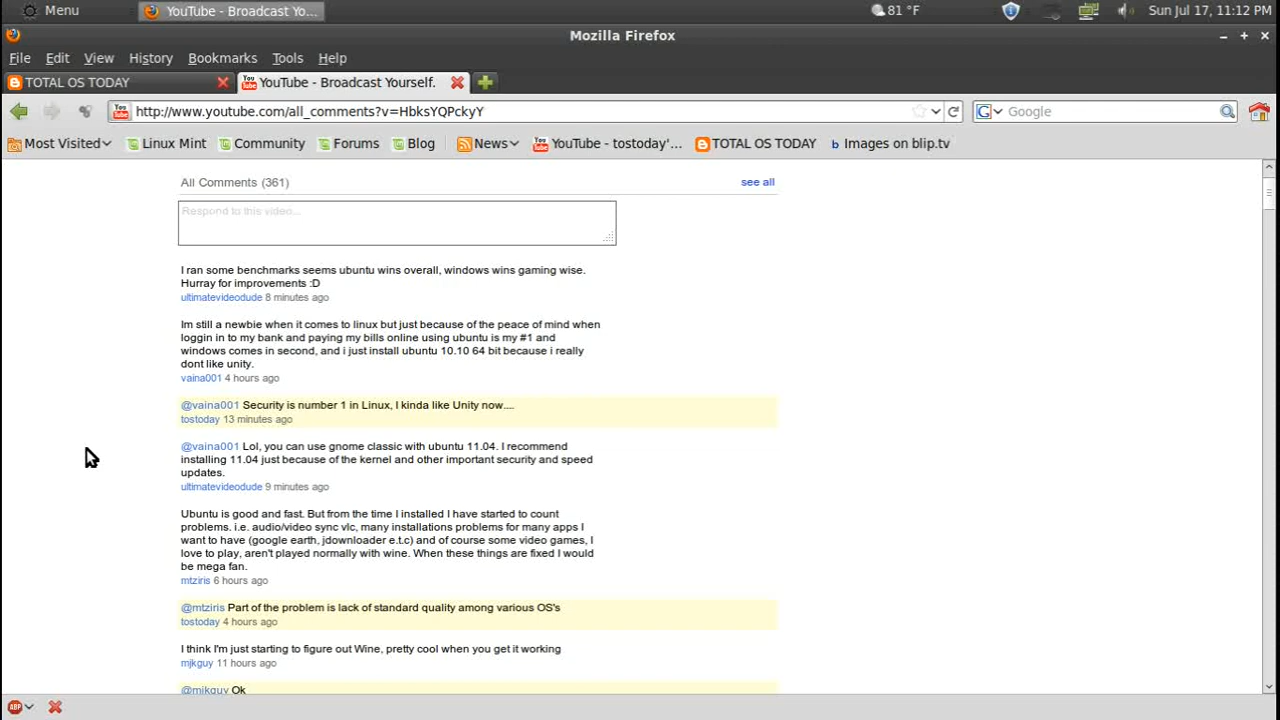 Menu YouTube - Broadcast Yo... 81 °F Sun Jul 17, 11:12 PM
Mozilla Firefox
File Edit View History Bookmarks Tools Help
TOTAL OS TODAY YouTube - Broadcast Yourself.
http://www.youtube.com/all_comments?v=HbksYQPckyY Google
Most Visited Linux Mint Community Forums Blog News YouTube - tostoday'... TOTAL OS TODAY Images on blip.tv
All Comments (361) see all
Respond to this video...
I ran some benchmarks seems ubuntu wins overall, windows wins gaming wise.
Hurray for improvements :D
ultimatevideodude 8 minutes ago
Im still a newbie when it comes to linux but just because of the peace of mind when
loggin in to my bank and paying my bills online using ubuntu is my #1 and
windows comes in second, and i just install ubuntu 10.10 64 bit because i really
dont like unity.
vaina001 4 hours ago
@vaina001 Security is number 1 in Linux, I kinda like Unity now....
tostoday 13 minutes ago
@vaina001 Lol, you can use gnome classic with ubuntu 11.04. I recommend
installing 11.04 just because of the kernel and other important security and speed
updates.
ultimatevideodude 9 minutes ago
Ubuntu is good and fast. But from the time I installed I have started to count
problems. i.e. audio/video sync vlc, many installations problems for many apps I
want to have (google earth, jdownloader e.t.c) and of course some video games, I
love to play, aren't played normally with wine. When these things are fixed I would
be mega fan.
mtziris 6 hours ago
@mtziris Part of the problem is lack of standard quality among various OS's
tostoday 4 hours ago
I think I'm just starting to figure out Wine, pretty cool when you get it working
mjkguy 11 hours ago
@mjkguy Ok
ABP